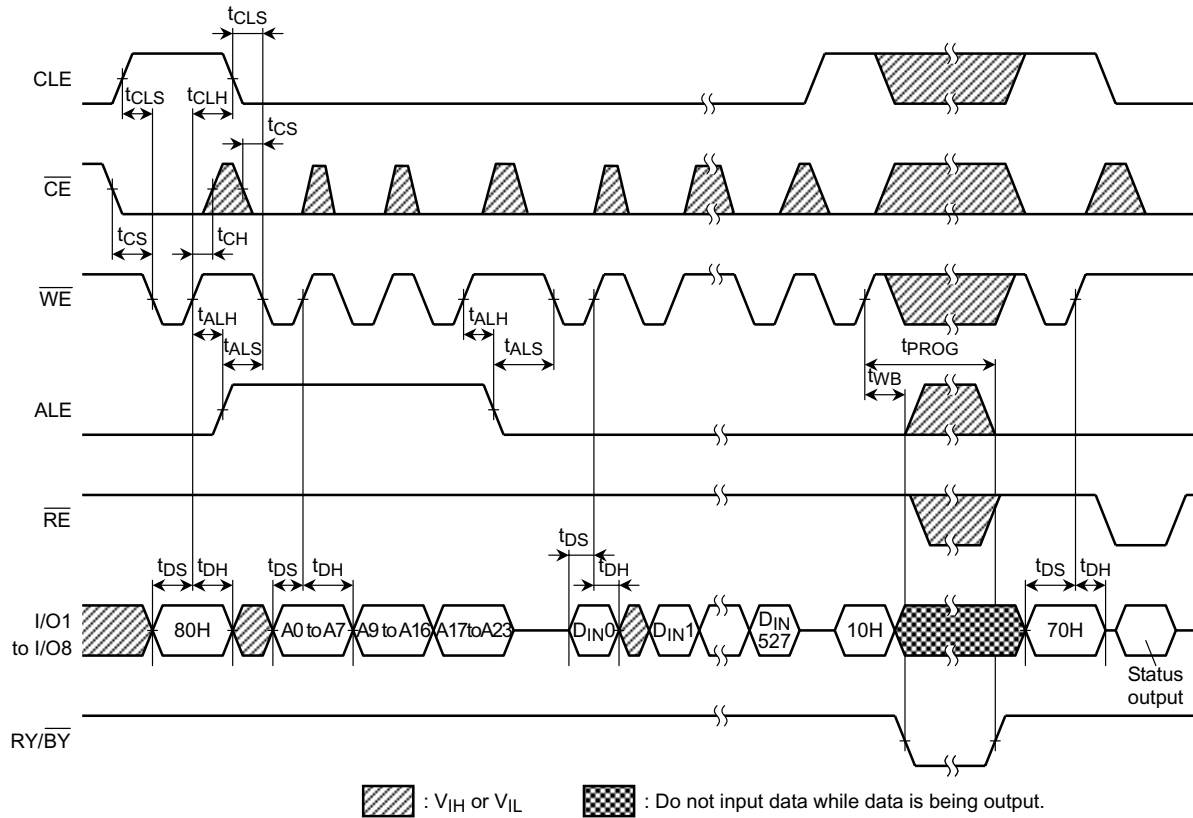 tCLS
CLE
tCLS tCLH
tCS
CE
tCS tCH
WE
tALH tALH
tALS tALS tPROG
tWB
ALE
RE
tDS tDH tDS tDH tDS tDH tDS tDH
I/O1
to I/O8
80H A0 to A7 A9 to A16 A17toA23 DIN0 DIN1 DIN
527 10H 70H
Status
output
RY/BY
: VIH or VIL : Do not input data while data is being output.